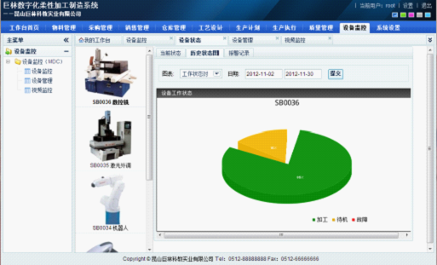 巨林数字化柔性加工制造系统
--昆山巨林科教实业有限公司
当前用户: root | 设置 | 退出
工作台首页 物料管理 采购管理 销售管理 仓库管理 工艺设计 生产计划 生产执行 质量管理 设备监控 系统设置
主菜单 我的工作台 设备监控 设备状态 设备管理 视频监控
设备监控 当前状态 历史状态图 报警记录
设备监控 (MDC)
设备监控
设备管理
视频监控
工作状态时 日期: 2012-11-02 2012-11-30 提交
设备工作状态
SB0036
SB0036 数控铣
SB0035 激光外雕
SB0034 机器人
加工 待机 故障
Copyright © 昆山巨林科教实业有限公司 Tel: 0512-88888888 Fax: 0512-66666666